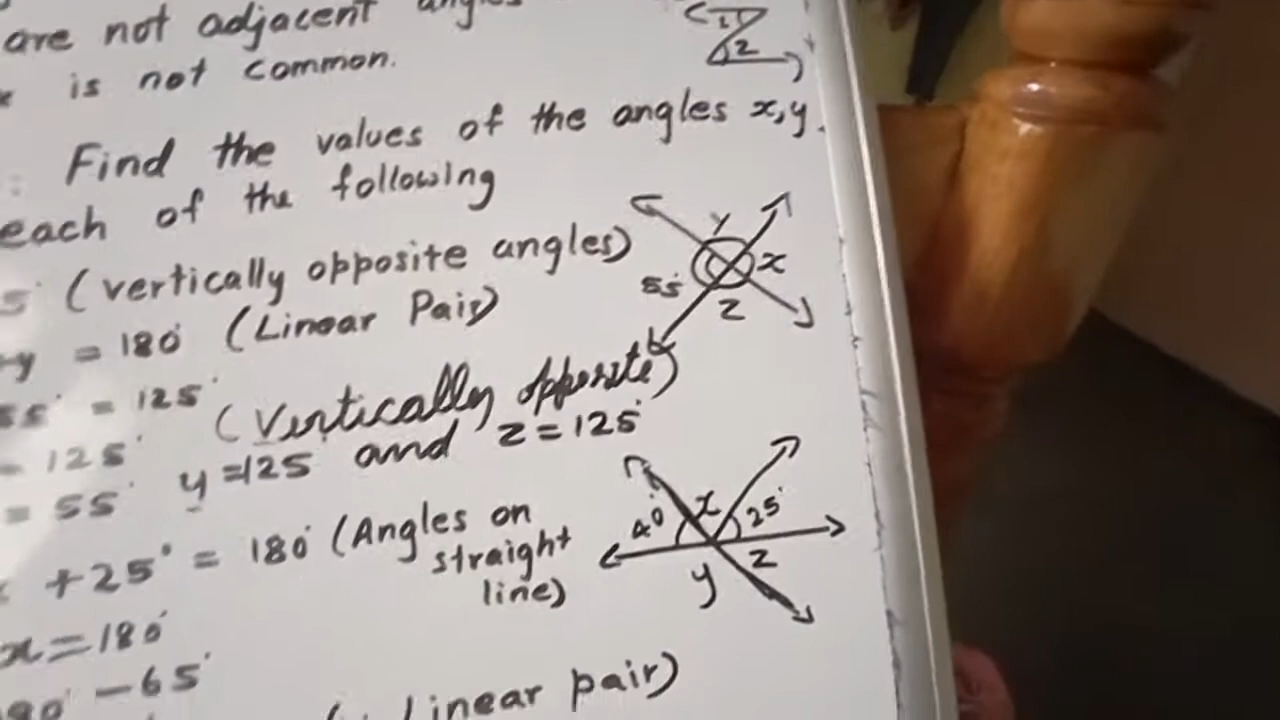 are not adjacent angles
is not common.
1
2
Find the values of the angles x, y.
each of the following
5° (vertically opposite angles)
y = 180° (Linear Pair)
55° = 125°
= 125° (Vertically opposite)
= 55° y =125 and z = 125°
y
x
55°
z
+25° = 180° (Angles on
straight
line)
x = 180°
- 65°
40°
x
25°
y
z
Linear pair)